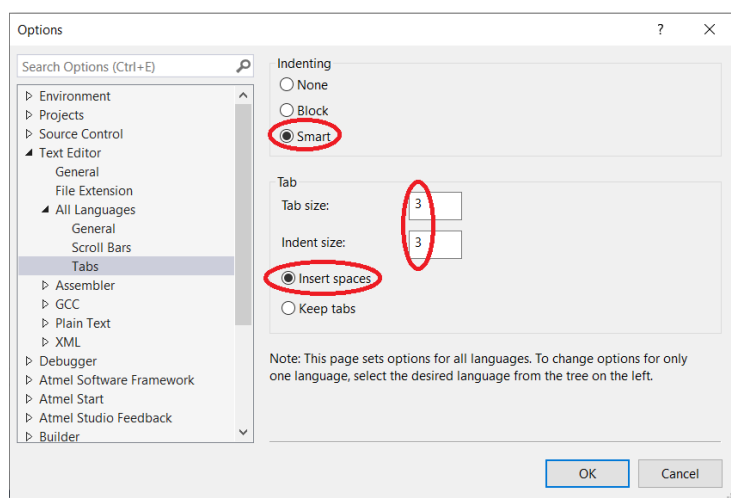 Options
?
Search Options (Ctrl+E)
Environment
Projects
Source Control
Text Editor
General
File Extension
All Languages
General
Scroll Bars
Tabs
Assembler
GCC
Plain Text
XML
Debugger
Atmel Software Framework
Atmel Start
Atmel Studio Feedback
Builder
Indenting
None
Block
Smart
Tab
Tab size: 3
Indent size: 3
Insert spaces
Keep tabs
Note: This page sets options for all languages. To change options for only
one language, select the desired language from the tree on the left.
OK Cancel